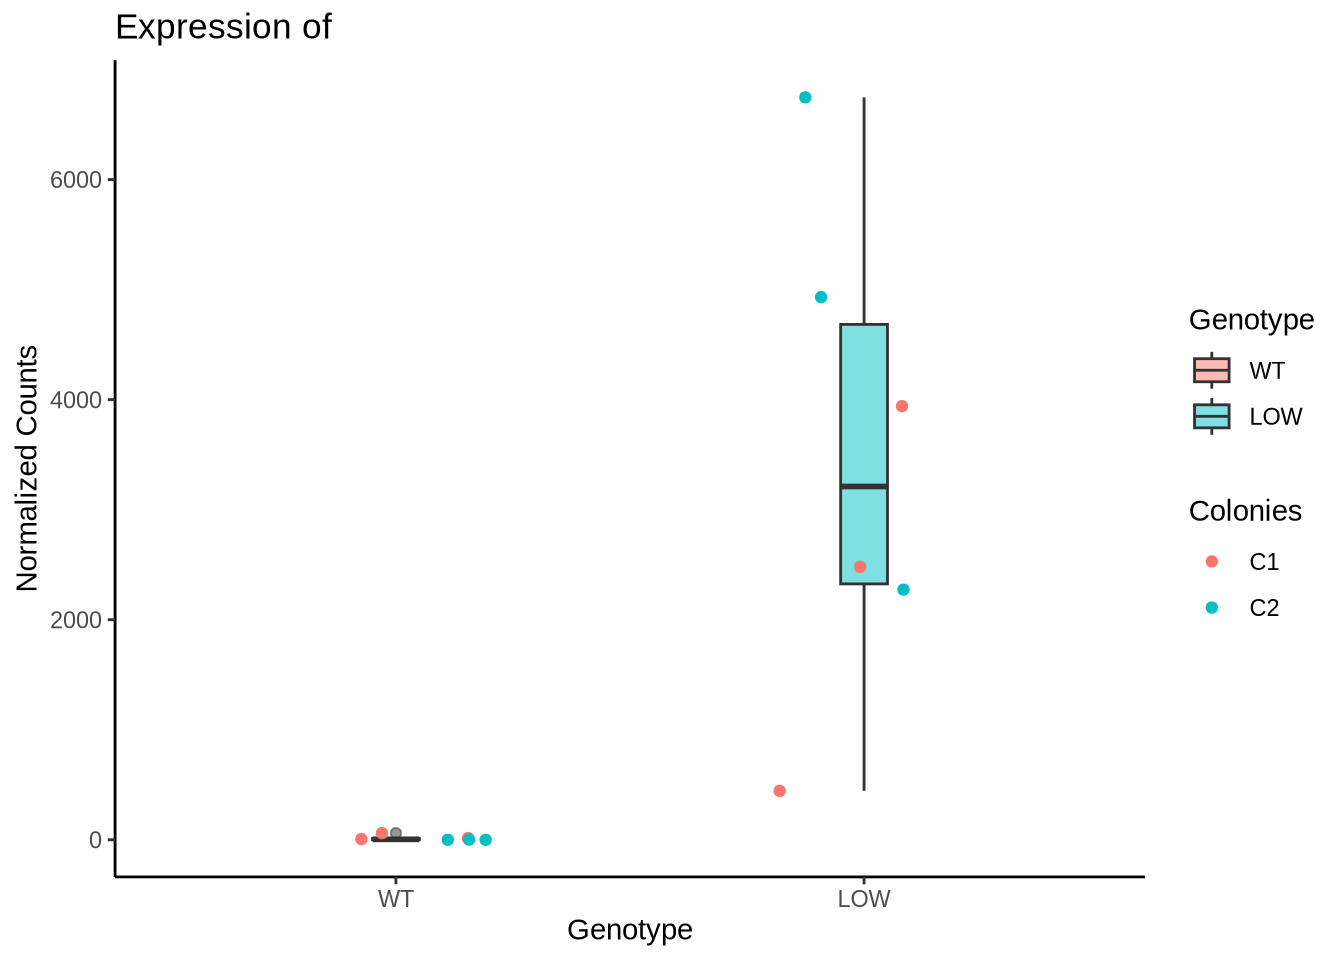 Expression of
Normalized Counts
6000
4000
2000
0
WT
LOW
Genotype
Genotype
WT
LOW
Colonies
C1
C2